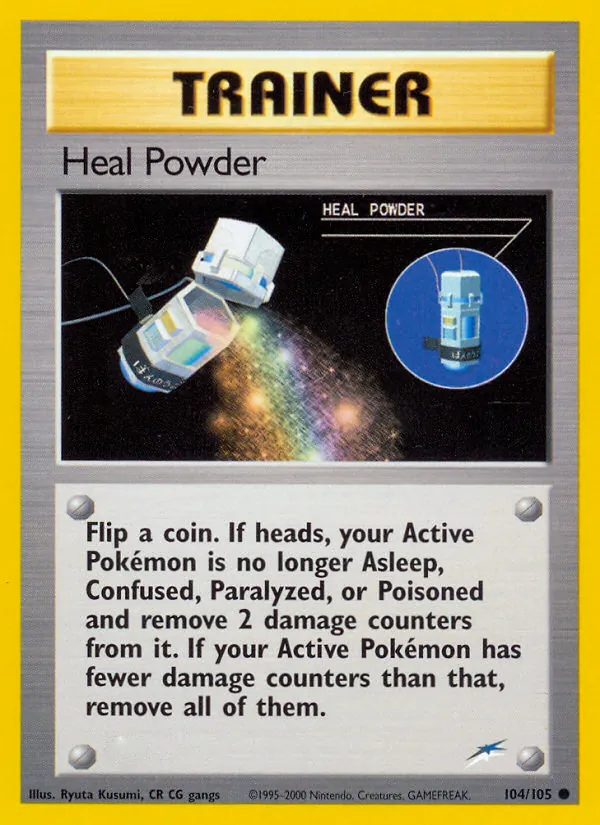 TRAINER
Heal Powder
HEAL POWDER
Flip a coin. If heads, your Active
Pokémon is no longer Asleep,
Confused, Paralyzed, or Poisoned
and remove 2 damage counters
from it. If your Active Pokémon has
fewer damage counters than that,
remove all of them.
Illus. Ryuta Kusumi, CR CG gangs ©1995-2000 Nintendo, Creatures, GAMEFREAK. 104/105